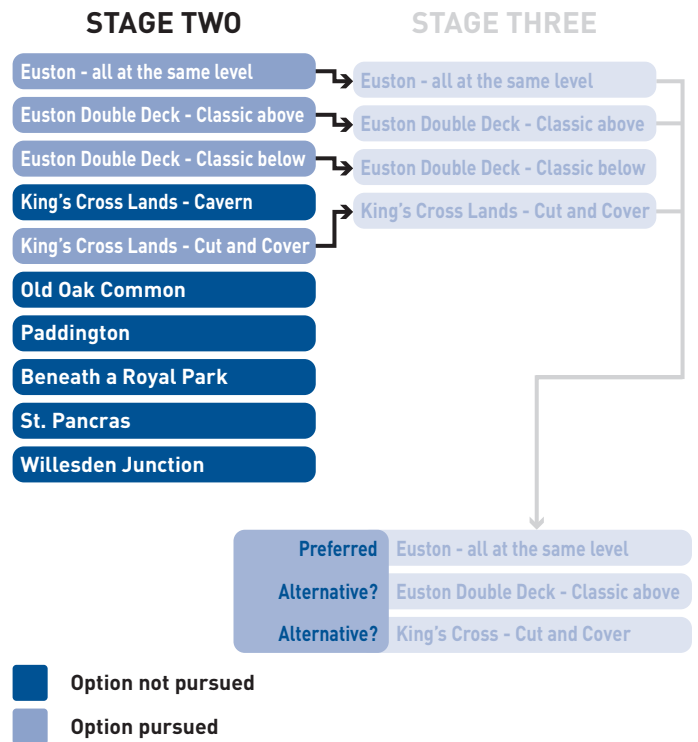 STAGE TWO
STAGE THREE
Euston - all at the same level
Euston Double Deck - Classic above
Euston Double Deck - Classic below
King's Cross Lands - Cavern
King's Cross Lands - Cut and Cover
Old Oak Common
Paddington
Beneath a Royal Park
St. Pancras
Willesden Junction
Euston - all at the same level
Euston Double Deck - Classic above
Euston Double Deck - Classic below
King's Cross Lands - Cut and Cover
Preferred Euston - all at the same level
Alternative? Euston Double Deck - Classic above
Alternative? King's Cross - Cut and Cover
Option not pursued
Option pursued